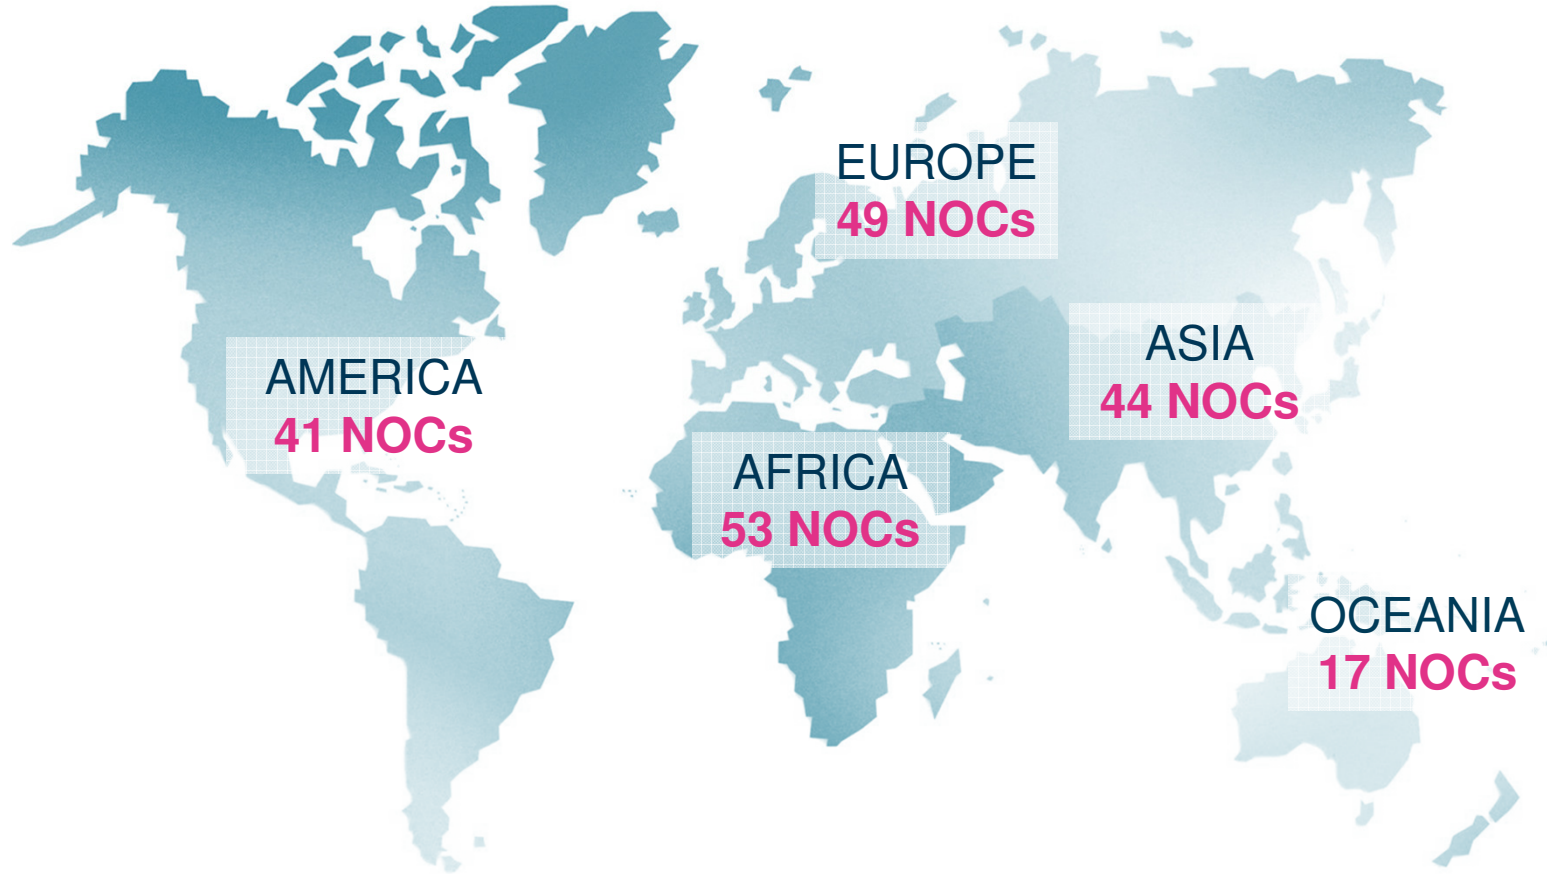 EUROPE
49 NOCs
ASIA
44 NOCs
AMERICA
41 NOCs
AFRICA
53 NOCs
OCEANIA
17 NOCs